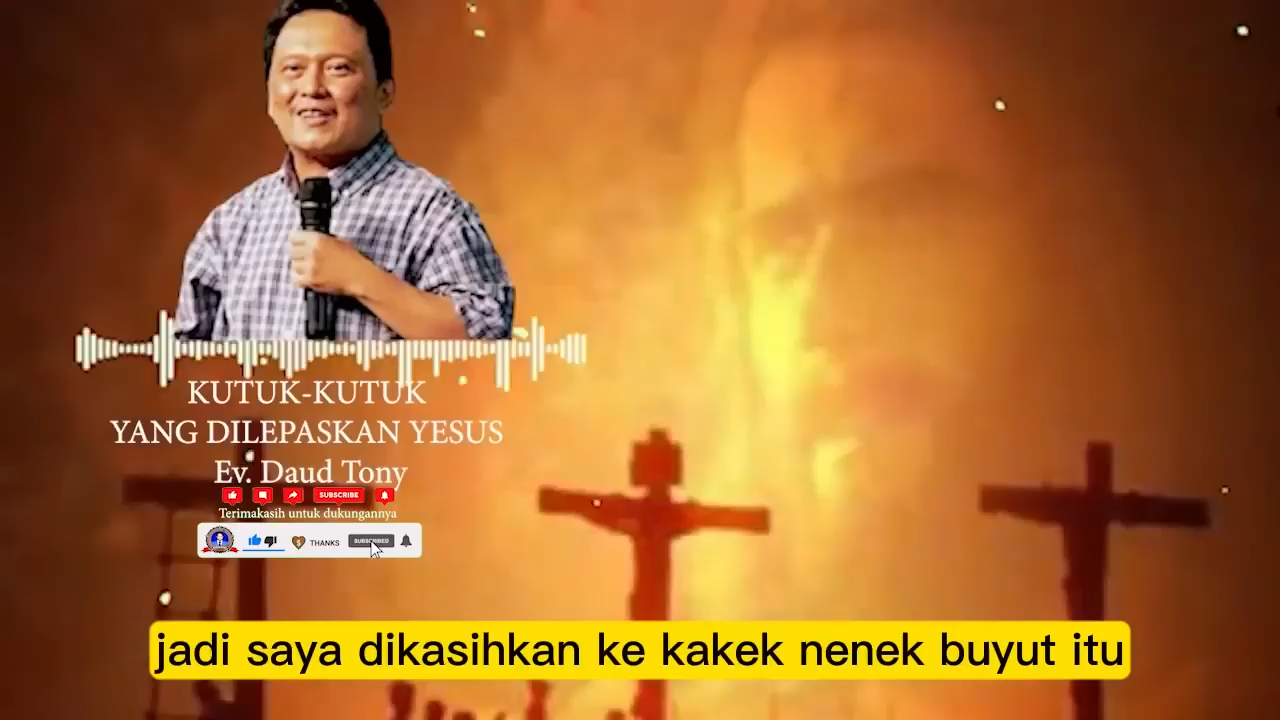 KUTUK-KUTUK
YANG DILEPASKAN YESUS
Ev. Daud Tony
SUBSCRIBE
Terimakasih untuk dukungannya
THANKS SUBSCRIBED
jadi saya dikasihkan ke kakek nenek buyut itu